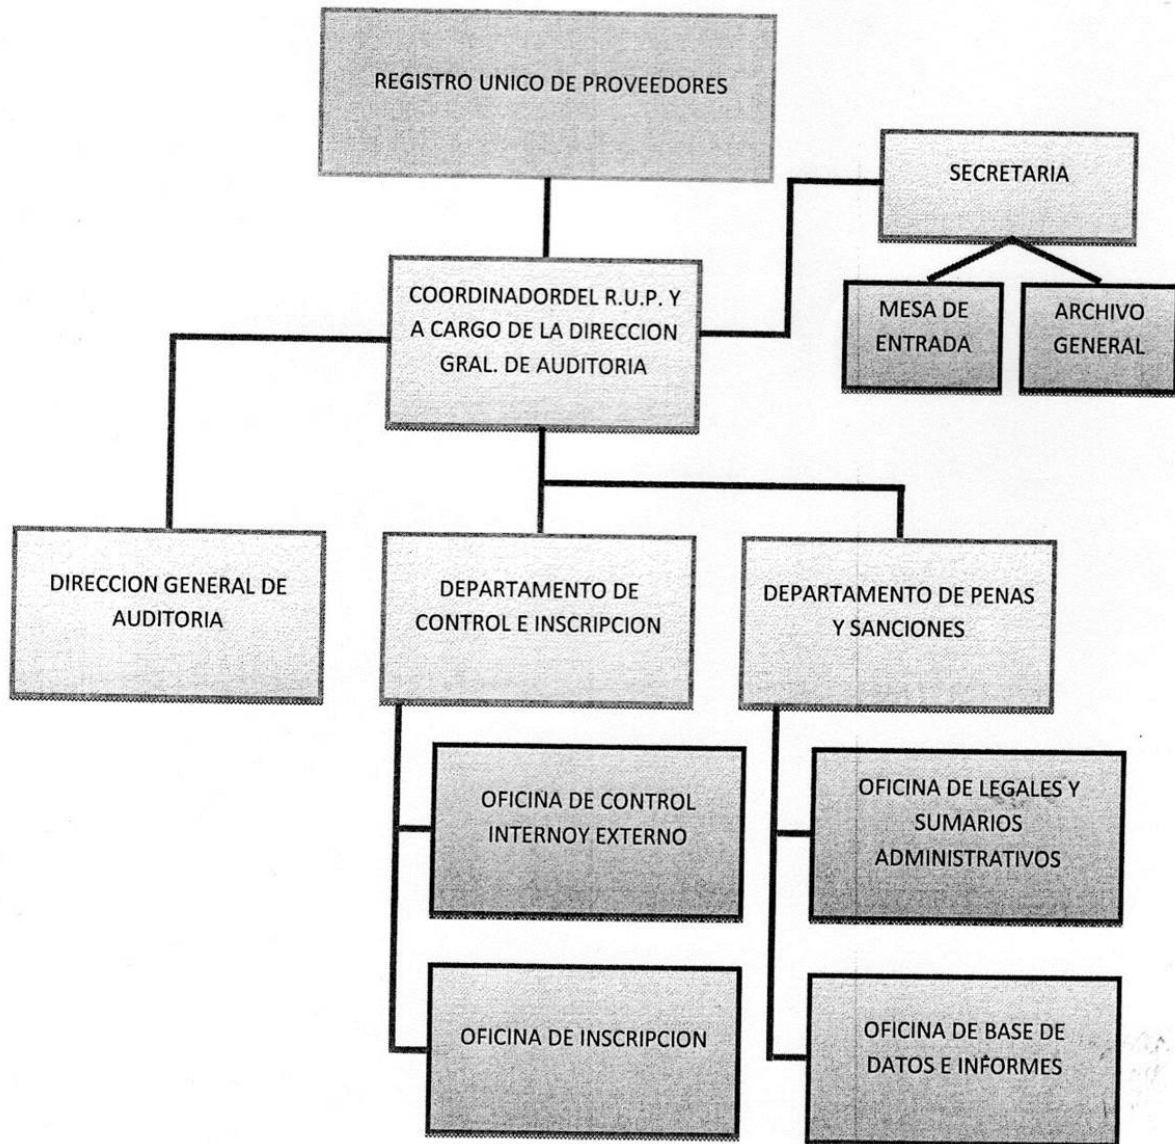 REGISTRO UNICO DE PROVEEDORES
SECRETARIA
COORDINADORDEL R.U.P. Y
A CARGO DE LA DIRECCION
GRAL. DE AUDITORIA
MESA DE
ENTRADA
ARCHIVO
GENERAL
DIRECCION GENERAL DE
AUDITORIA
DEPARTAMENTO DE
CONTROL E INSCRIPCION
DEPARTAMENTO DE PENAS
Y SANCIONES
OFICINA DE CONTROL
INTERNOY EXTERNO
OFICINA DE LEGALES Y
SUMARIOS
ADMINISTRATIVOS
OFICINA DE INSCRIPCION
OFICINA DE BASE DE
DATOS E INFORMES